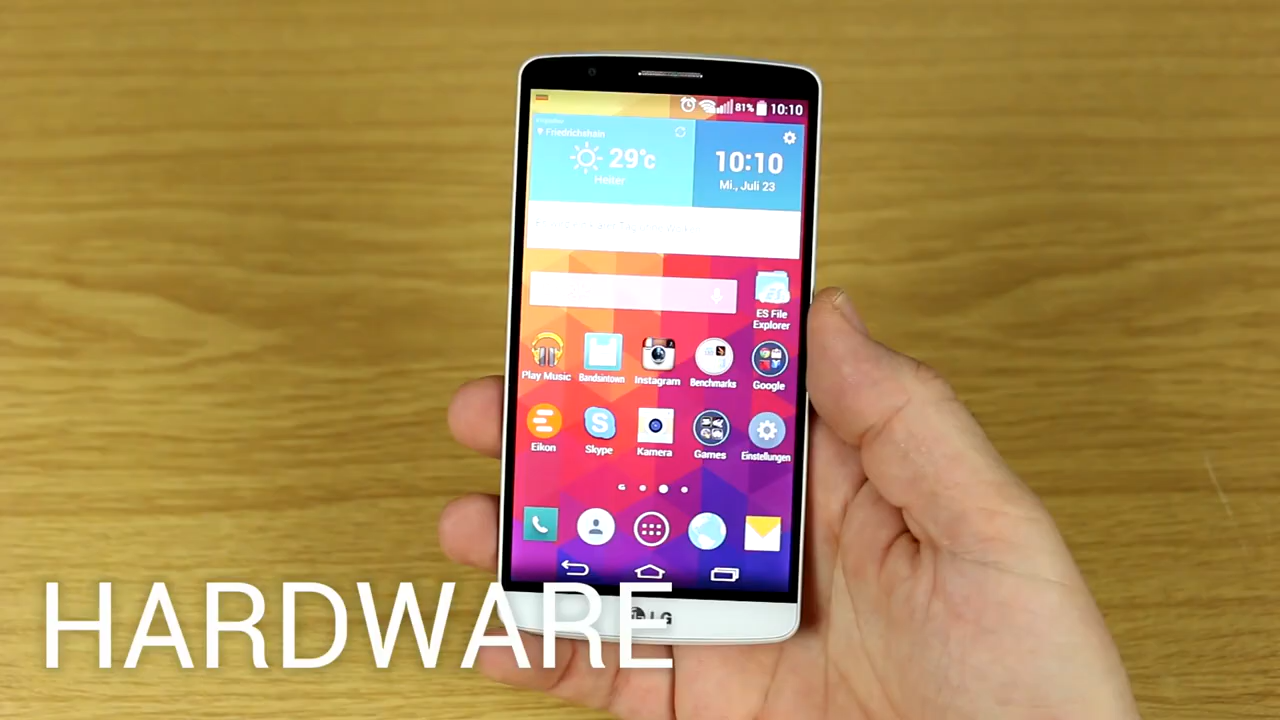 81% 10:10
Friedrichshain
29°C
Heiter
10:10
Mi., Juli 23
ES File
Explorer
Play Music
Bandsintown
Instagram
Benchmarks
Google
Eikon
Skype
Kamera
Games
Einstellungen
LG
HARDWARE